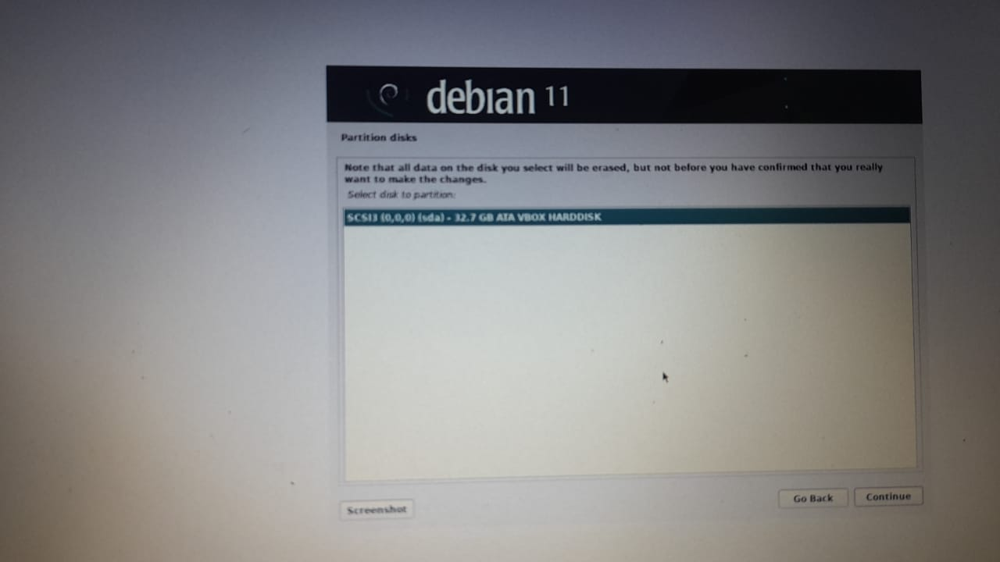 debian 11
Partition disks
Note that all data on the disk you select will be erased, but not before you have confirmed that you really
want to make the changes.
Select disk to partition:
SCSI3 (0,0,0) (sda) - 32.7 GB ATA VBOX HARDDISK
Screenshot
Go Back
Continue